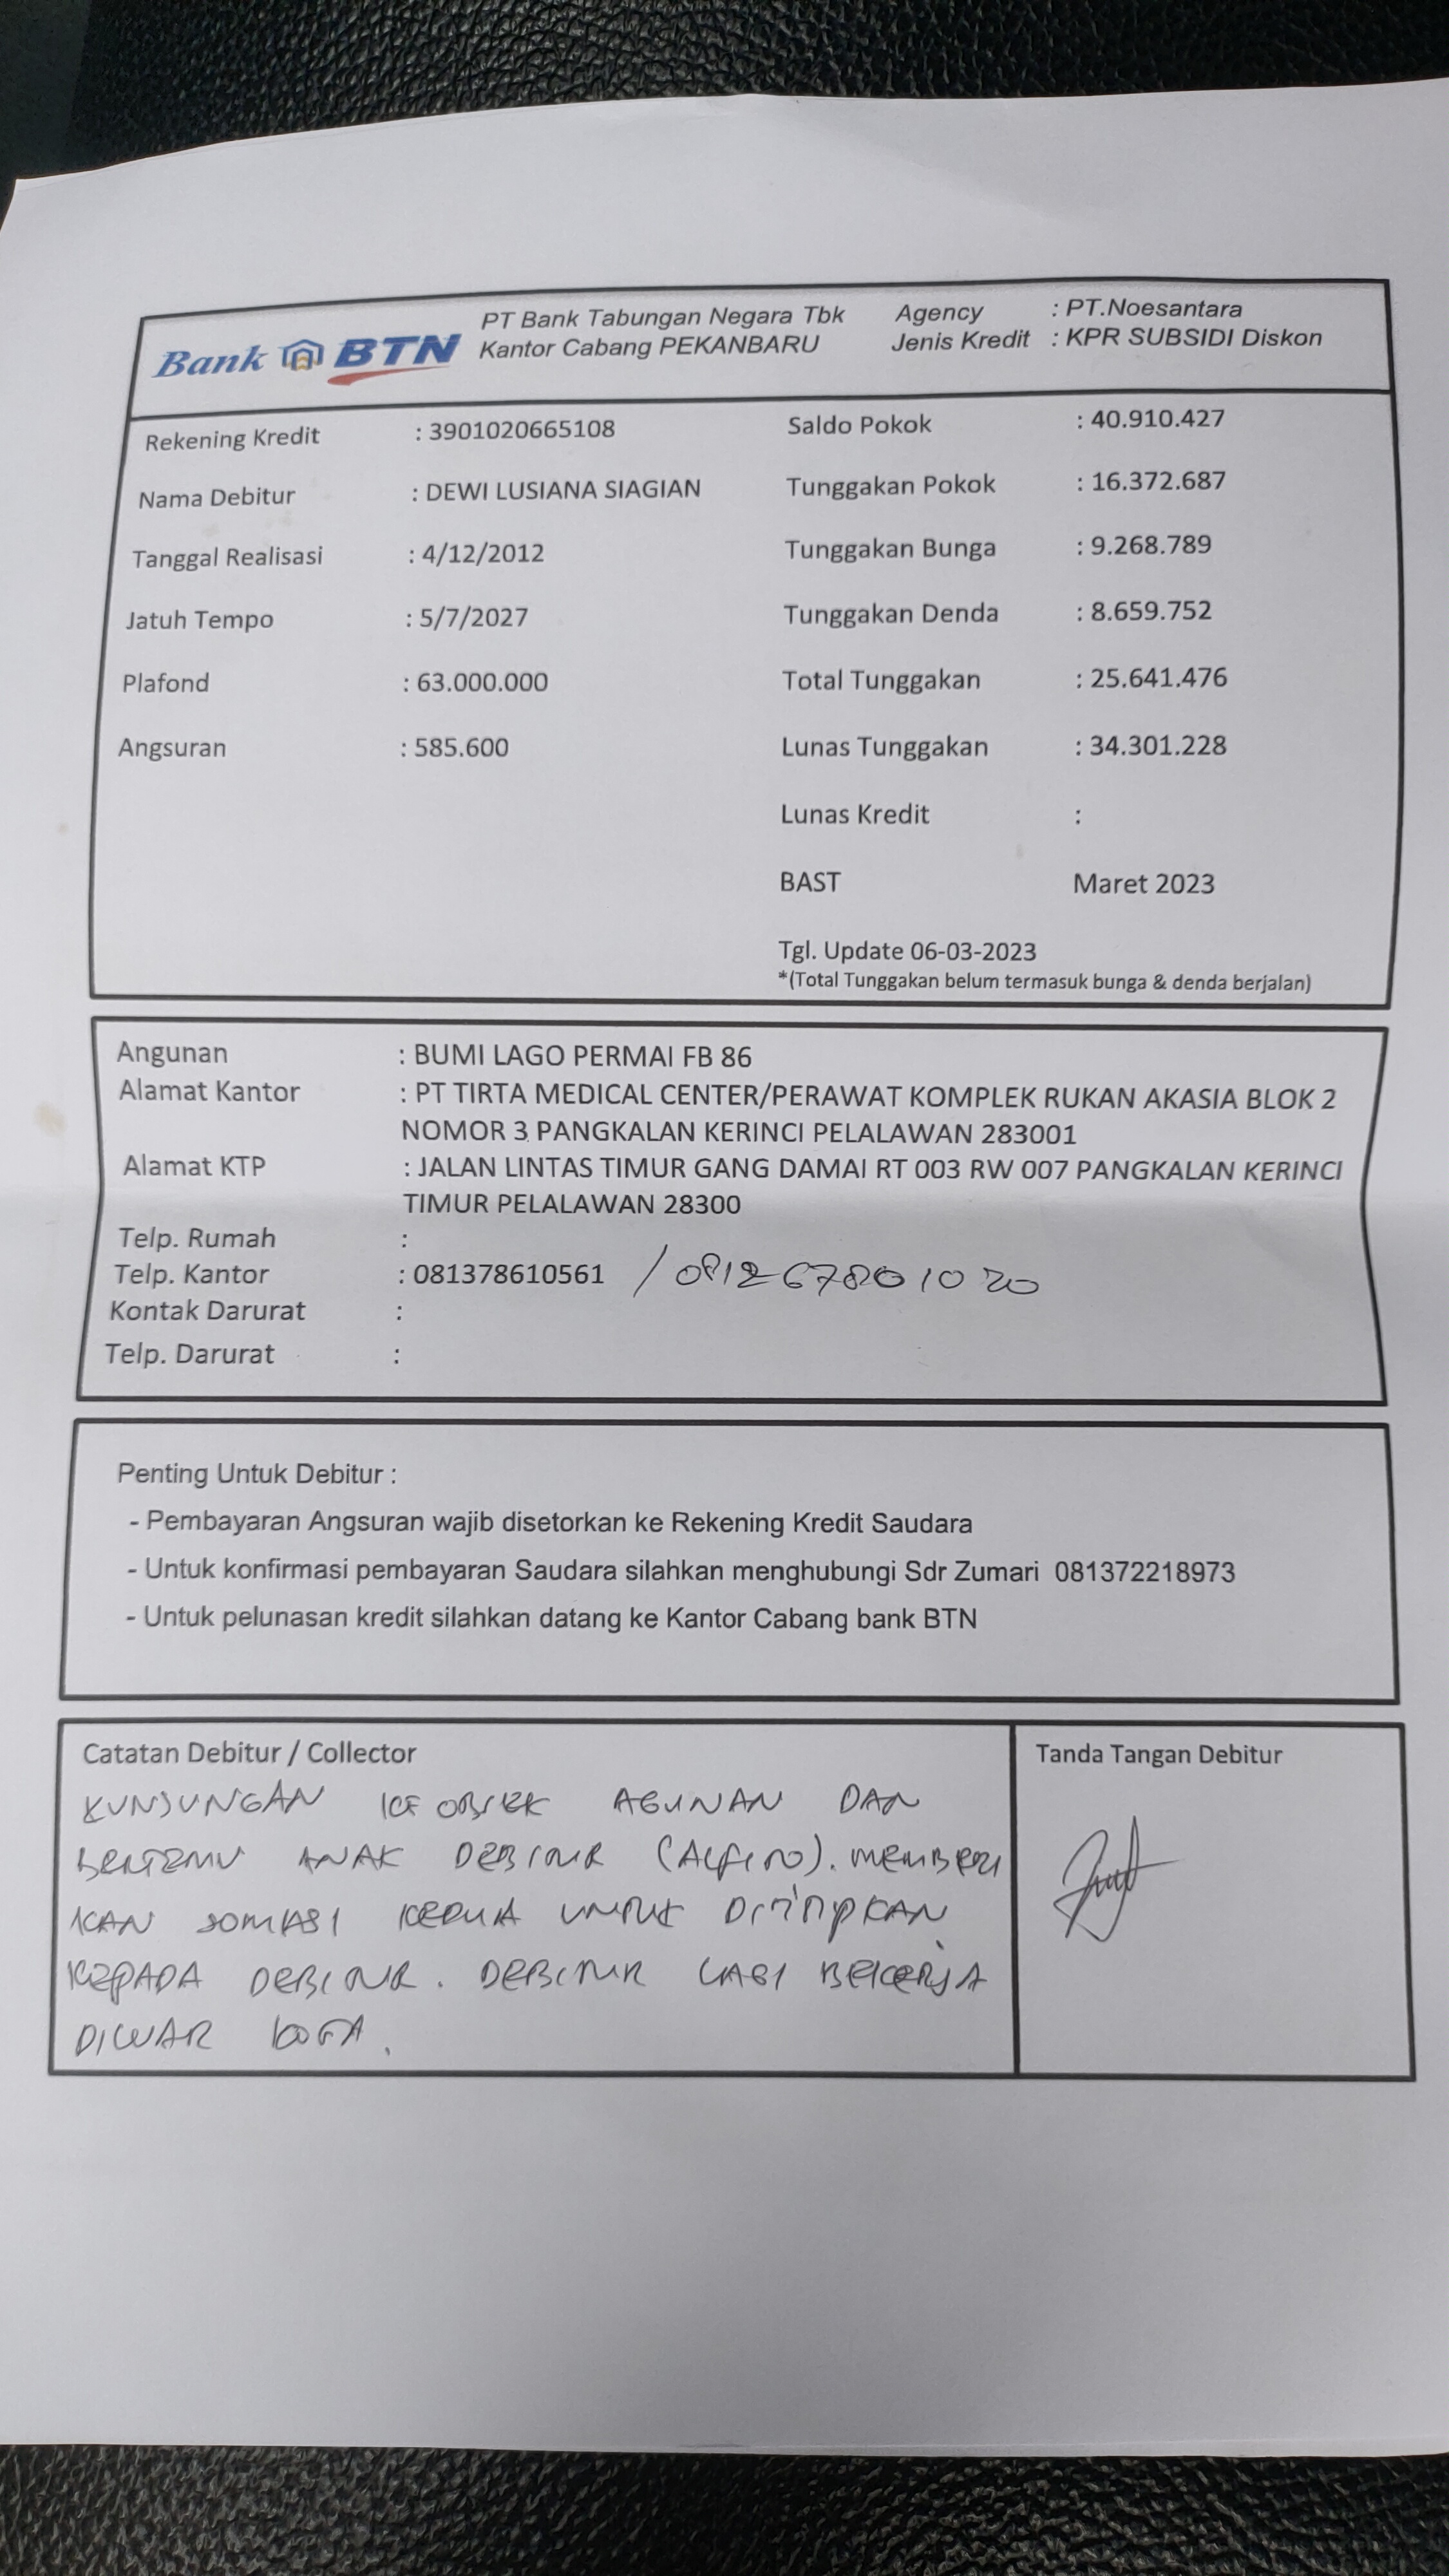 Bank BTN
PT Bank Tabungan Negara Tbk
Kantor Cabang PEKANBARU
Agency : PT.Noesantara
Jenis Kredit : KPR SUBSIDI Diskon
Rekening Kredit : 3901020665108
Nama Debitur : DEWI LUSIANA SIAGIAN
Tanggal Realisasi : 4/12/2012
Jatuh Tempo : 5/7/2027
Plafond : 63.000.000
Angsuran : 585.600
Saldo Pokok : 40.910.427
Tunggakan Pokok : 16.372.687
Tunggakan Bunga : 9.268.789
Tunggakan Denda : 8.659.752
Total Tunggakan : 25.641.476
Lunas Tunggakan : 34.301.228
Lunas Kredit :
BAST Maret 2023
Tgl. Update 06-03-2023
*(Total Tunggakan belum termasuk bunga & denda berjalan)
Angunan : BUMI LAGO PERMAI FB 86
Alamat Kantor : PT TIRTA MEDICAL CENTER/PERAWAT KOMPLEK RUKAN AKASIA BLOK 2
NOMOR 3 PANGKALAN KERINCI PELALAWAN 283001
Alamat KTP : JALAN LINTAS TIMUR GANG DAMAI RT 003 RW 007 PANGKALAN KERINCI
TIMUR PELALAWAN 28300
Telp. Rumah :
Telp. Kantor : 081378610561 / 081267801020
Kontak Darurat :
Telp. Darurat :
Penting Untuk Debitur :
- Pembayaran Angsuran wajib disetorkan ke Rekening Kredit Saudara
- Untuk konfirmasi pembayaran Saudara silahkan menghubungi Sdr Zumari 081372218973
- Untuk pelunasan kredit silahkan datang ke Kantor Cabang bank BTN
Catatan Debitur / Collector
KUNJUNGAN KE OBJEK AGUNAN DAN
BERTEMU ANAK DEBITUR (ALFINO). MEMBERI
KAN SOMASI KEDUA UNTUK DITITIPKAN
KEPADA DEBITUR. DEBITUR LAGI BEKERJA
DILUAR KOTA.
Tanda Tangan Debitur